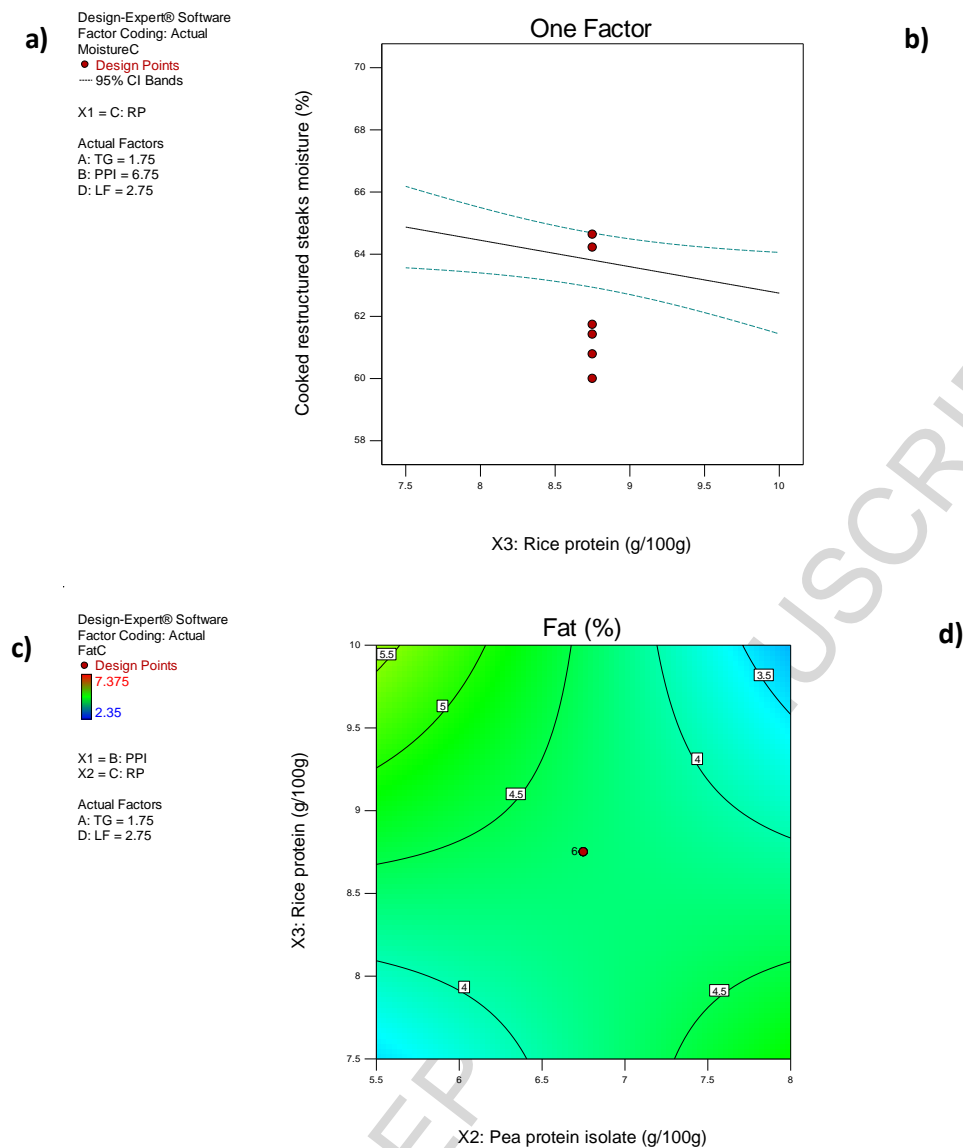 a)
Design-Expert® Software
Factor Coding: Actual
MoistureC
Design Points
95% CI Bands
X1 = C: RP
Actual Factors
A: TG = 1.75
B: PPI = 6.75
D: LF = 2.75
One Factor
b)
Cooked restructured steaks moisture (%)
70
68
66
64
62
60
58
7.5 8 8.5 9 9.5 10
X3: Rice protein (g/100g)
c)
Design-Expert® Software
Factor Coding: Actual
FatC
Design Points
7.375
2.35
X1 = B: PPI
X2 = C: RP
Actual Factors
A: TG = 1.75
D: LF = 2.75
Fat (%)
d)
X3: Rice protein (g/100g)
10
9.5
9
8.5
8
7.5
5.5
5
4.5
3.5
4
6
4
4.5
5.5 6 6.5 7 7.5 8
X2: Pea protein isolate (g/100g)